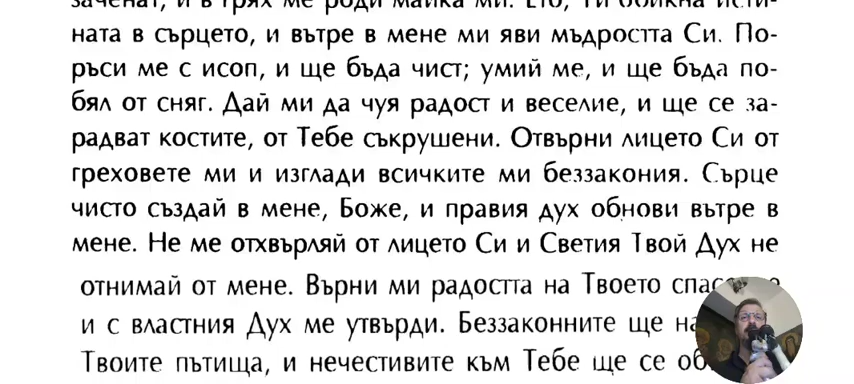 заченат, и в грях ме роди майка ми. Ето, Ти обикна исти-
ната в сърцето, и вътре в мене ми яви мъдростта Си. По-
ръси ме с исоп, и ще бъда чист; умий ме, и ще бъда по-
бял от сняг. Дай ми да чуя радост и веселие, и ще се за-
радват костите, от Тебе съкрушени. Отвърни лицето Си от
греховете ми и изглади всичките ми беззакония. Сърце
чисто създай в мене, Боже, и правия дух обнови вътре в
мене. Не ме отхвърляй от лицето Си и Светия Твой Дух не
отнимай от мене. Върни ми радостта на Твоето
и с властния Дух ме утвърди. Беззаконните ще
Твоите пътища, и нечестивите към Тебе ще се